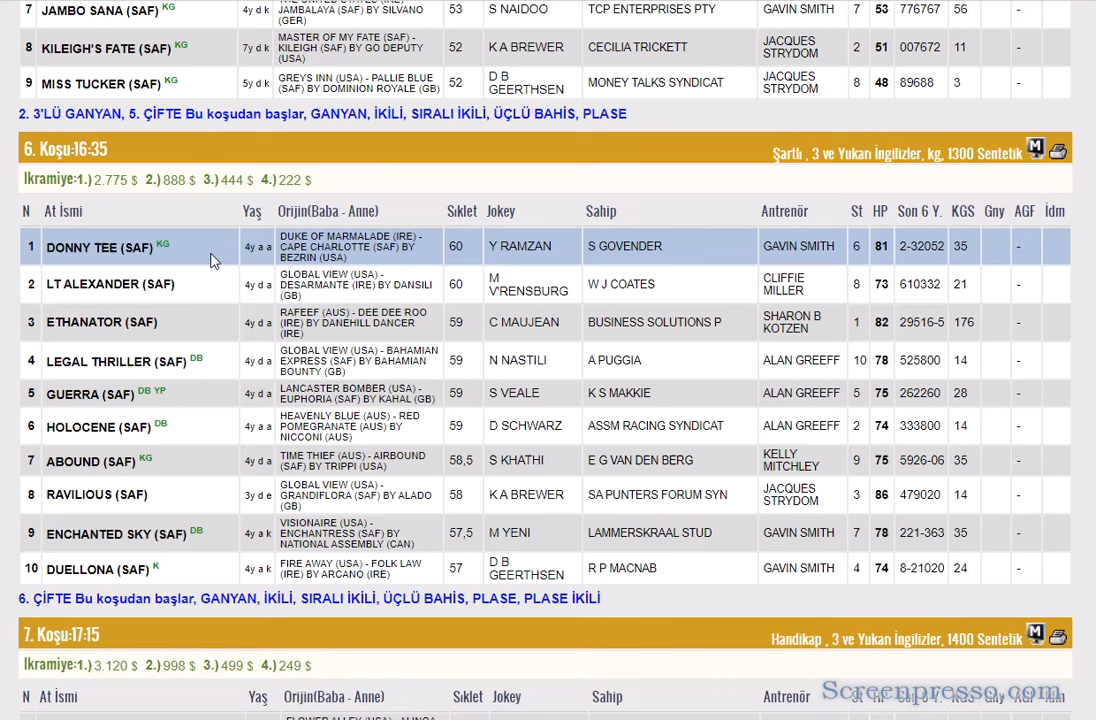 7 JAMBO SANA (SAF) KG 4y d k JAMBALAYA (SAF) BY SILVANO (GER) 53 S NAIDOO TCP ENTERPRISES PTY GAVIN SMITH 7 53 776767 56 -
8 KILEIGH'S FATE (SAF) KG 7y d k MASTER OF MY FATE (SAF) - KILEIGH (SAF) BY GO DEPUTY (USA) 52 K A BREWER CECILIA TRICKETT JACQUES STRYDOM 2 51 007672 11 -
9 MISS TUCKER (SAF) KG 5y d k GREYS INN (USA) - PALLIE BLUE (SAF) BY DOMINION ROYALE (GB) 52 D B GEERTHSEN MONEY TALKS SYNDICAT JACQUES STRYDOM 8 48 89688 3 -
2. 3'LÜ GANYAN, 5. ÇİFTE Bu koşudan başlar, GANYAN, İKİLİ, SIRALI İKİLİ, ÜÇLÜ BAHİS, PLASE
6. Koşu:16:35 Şartlı , 3 ve Yukarı İngilizler, kg, 1300 Sentetik M
İkramiye:1.) 2.775 $ 2.) 888 $ 3.) 444 $ 4.) 222 $
N At İsmi Yaş Orijin(Baba - Anne) Sıklet Jokey Sahip Antrenör St HP Son 6 Y. KGS Gny AGF İdm
1 DONNY TEE (SAF) KG 4y a a DUKE OF MARMALADE (IRE) - CAPE CHARLOTTE (SAF) BY BEZRIN (USA) 60 Y RAMZAN S GOVENDER GAVIN SMITH 6 81 2-32052 35 -
2 LT ALEXANDER (SAF) 4y d a GLOBAL VIEW (USA) - DESARMANTE (IRE) BY DANSILI (GB) 60 M V'RENSBURG W J COATES CLIFFIE MILLER 8 73 610332 21 -
3 ETHANATOR (SAF) 4y d a RAFEEF (AUS) - DEE DEE ROO (IRE) BY DANEHILL DANCER (IRE) 59 C MAUJEAN BUSINESS SOLUTIONS P SHARON B KOTZEN 1 82 29516-5 176 -
4 LEGAL THRILLER (SAF) DB 4y d a GLOBAL VIEW (USA) - BAHAMIAN EXPRESS (SAF) BY BAHAMIAN BOUNTY (GB) 59 N NASTILI A PUGGIA ALAN GREEFF 10 78 525800 14 -
5 GUERRA (SAF) DB YP 4y d a LANCASTER BOMBER (USA) - EUPHORIA (SAF) BY KAHAL (GB) 59 S VEALE K S MAKKIE ALAN GREEFF 5 75 262260 28 -
6 HOLOCENE (SAF) DB 4y a a HEAVENLY BLUE (AUS) - RED POMEGRANATE (AUS) BY NICCONI (AUS) 59 D SCHWARZ ASSM RACING SYNDICAT ALAN GREEFF 2 74 333800 14 -
7 ABOUND (SAF) KG 4y d a TIME THIEF (AUS) - AIRBOUND (SAF) BY TRIPPI (USA) 58,5 S KHATHI E G VAN DEN BERG KELLY MITCHLEY 9 75 5926-06 35 -
8 RAVILIOUS (SAF) 3y d e GLOBAL VIEW (USA) - GRANDIFLORA (SAF) BY ALADO (GB) 58 K A BREWER SA PUNTERS FORUM SYN JACQUES STRYDOM 3 86 479020 14 -
9 ENCHANTED SKY (SAF) DB 4y a k VISIONAIRE (USA) - ENCHANTRESS (SAF) BY NATIONAL ASSEMBLY (CAN) 57,5 M YENI LAMMERSKRAAL STUD GAVIN SMITH 7 78 221-363 35 -
10 DUELLONA (SAF) K 4y a k FIRE AWAY (USA) - FOLK LAW (IRE) BY ARCANO (IRE) 57 D B GEERTHSEN R P MACNAB GAVIN SMITH 4 74 8-21020 24 -
6. ÇİFTE Bu koşudan başlar, GANYAN, İKİLİ, SIRALI İKİLİ, ÜÇLÜ BAHİS, PLASE, PLASE İKİLİ
7. Koşu:17:15 Handikap , 3 ve Yukarı İngilizler, 1400 Sentetik M
İkramiye:1.) 3.120 $ 2.) 998 $ 3.) 499 $ 4.) 249 $
N At İsmi Yaş Orijin(Baba - Anne) Sıklet Jokey Sahip Antrenör St HP Son 6 Y. KGS Gny AGF İdm
Screenpresso.com